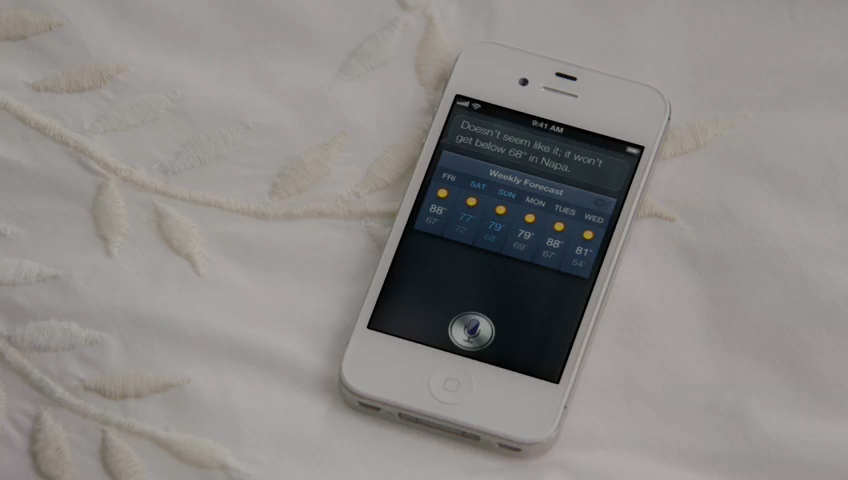 9:41 AM
Doesn't seem like it; it won't
get below 68° in Napa.
Weekly Forecast
FRI SAT SUN MON TUES WED
88° 77° 79° 79° 88° 81°
67° 72° 68° 69° 67° 54°